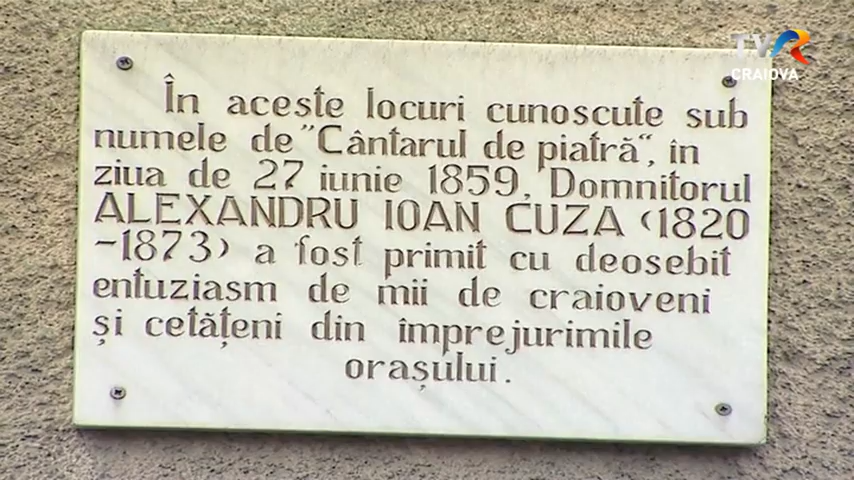 TVR
CRAIOVA
În aceste locuri cunoscute sub
numele de "Cântarul de piatră", în
ziua de 27 iunie 1859, Domnitorul
ALEXANDRU IOAN CUZA (1820
-1873) a fost primit cu deosebit
entuziasm de mii de craioveni
și cetățeni din împrejurimile
orașului.